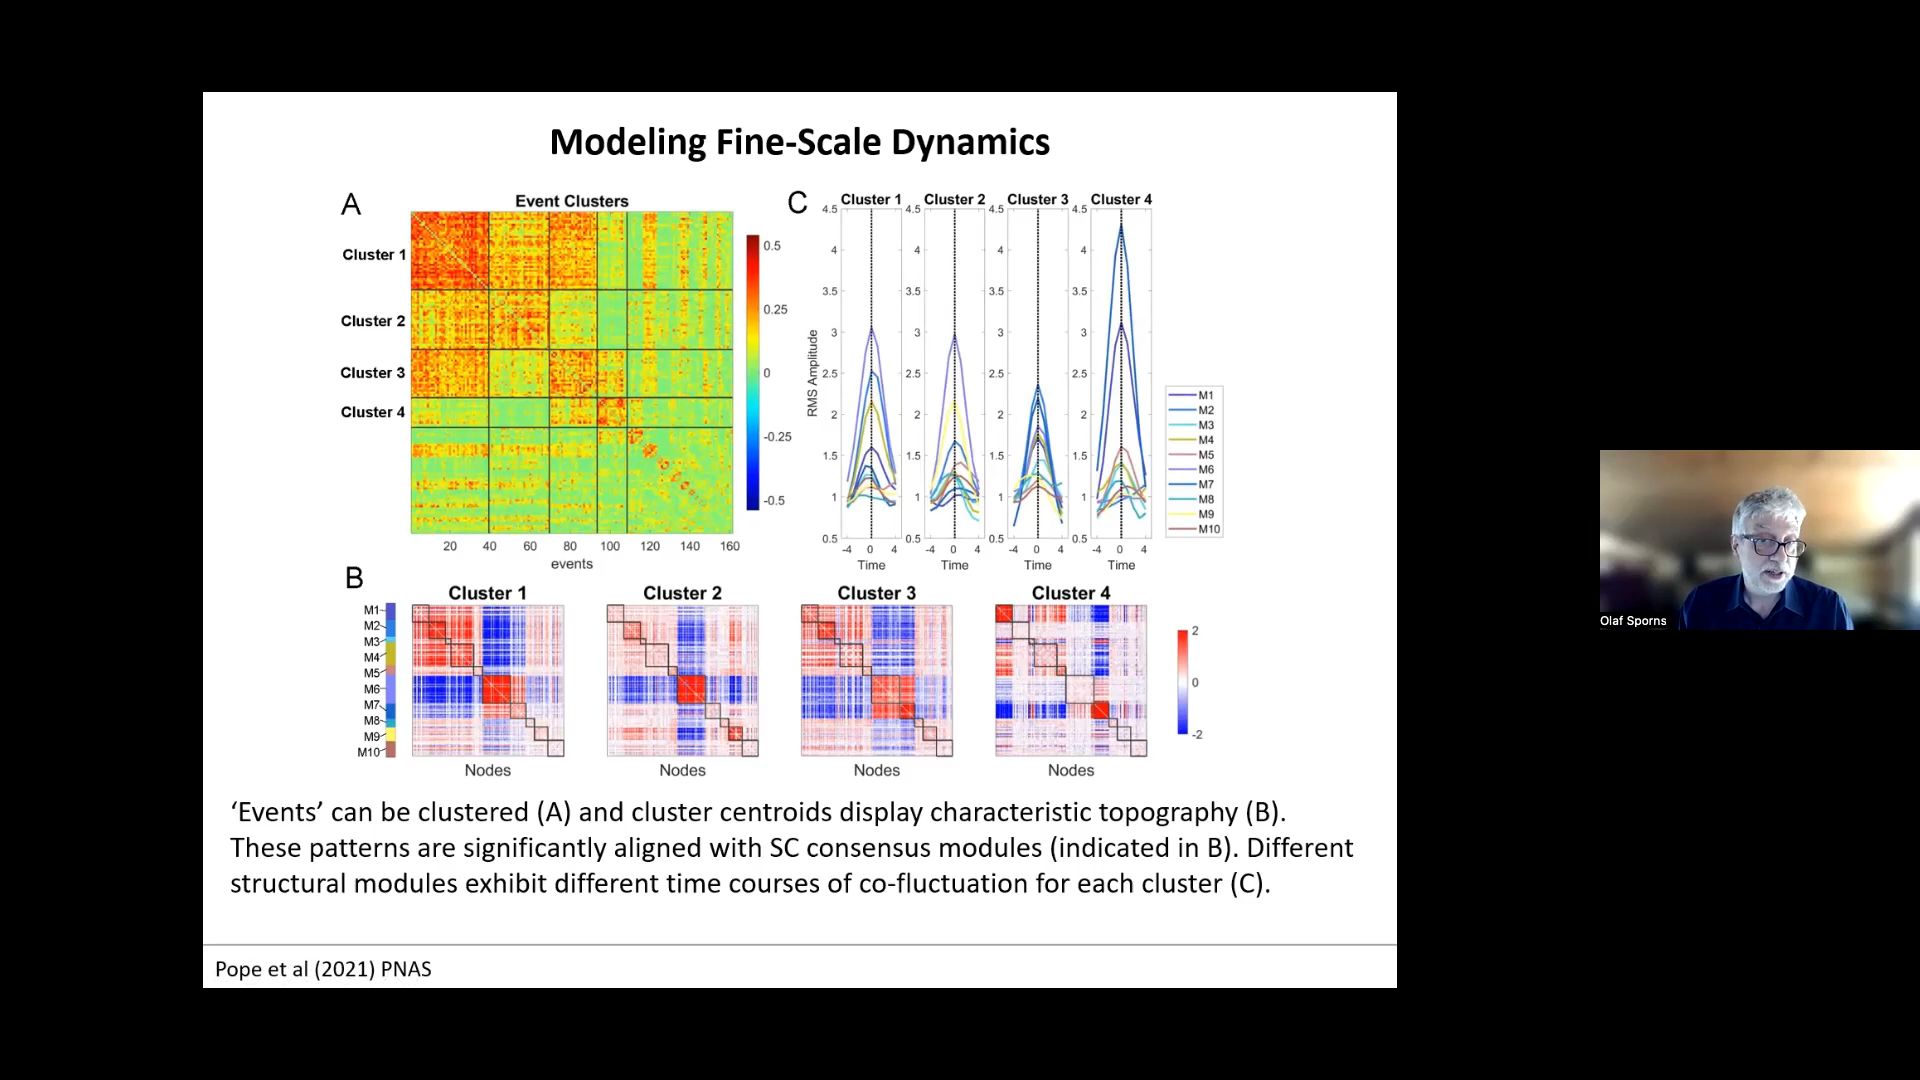 Modeling Fine-Scale Dynamics
A
Event Clusters
Cluster 1
Cluster 2
Cluster 3
Cluster 4
0.5
0.25
0
-0.25
-0.5
20 40 60 80 100 120 140 160
events
C
Cluster 1 Cluster 2 Cluster 3 Cluster 4
RMS Amplitude
4.5 4.5 4.5 4.5
4 4 4 4
3.5 3.5 3.5 3.5
3 3 3 3
2.5 2.5 2.5 2.5
2 2 2 2
1.5 1.5 1.5 1.5
1 1 1 1
0.5 0.5 0.5 0.5
-4 0 4 -4 0 4 -4 0 4 -4 0 4
Time Time Time Time
M1
M2
M3
M4
M5
M6
M7
M8
M9
M10
B
Cluster 1 Cluster 2 Cluster 3 Cluster 4
M1
M2
M3
M4
M5
M6
M7
M8
M9
M10
2
0
-2
Nodes Nodes Nodes Nodes
‘Events’ can be clustered (A) and cluster centroids display characteristic topography (B).
These patterns are significantly aligned with SC consensus modules (indicated in B). Different
structural modules exhibit different time courses of co-fluctuation for each cluster (C).
Pope et al (2021) PNAS
Olaf Sporns